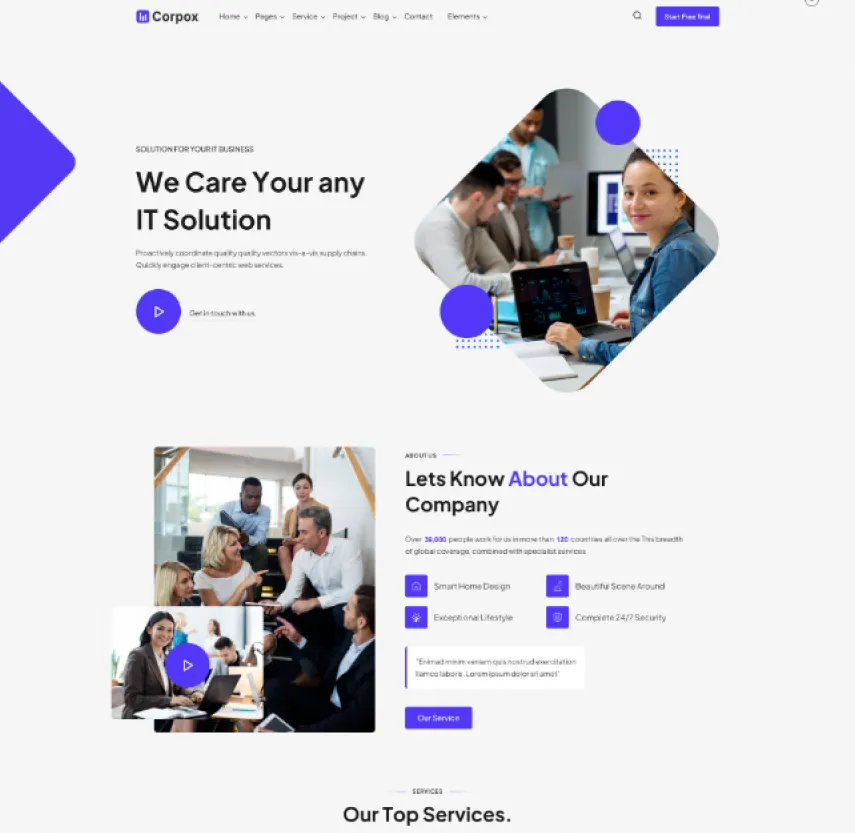 Corpox
Home Pages Service Project Blog Contact Elements
Start Free Trial
SOLUTION FOR YOUR IT BUSINESS
We Care Your any
IT Solution
Proactively coordinate quality quality vectors vis-a-vis supply chains.
Quickly engage client-centric web services.
Get in touch with us.
ABOUT US
Lets Know About Our
Company
Over 36,000 people work for us in more than 120 countries all over the This breadth
of global coverage, combined with specialist services
Smart Home Design
Beautiful Scene Around
Exceptional Lifestyle
Complete 24/7 Security
"Enimad minim veniam quis nostrud exercitation
llamco laboris. Lorem ipsum dolor sit amet"
Our Service
SERVICES
Our Top Services.